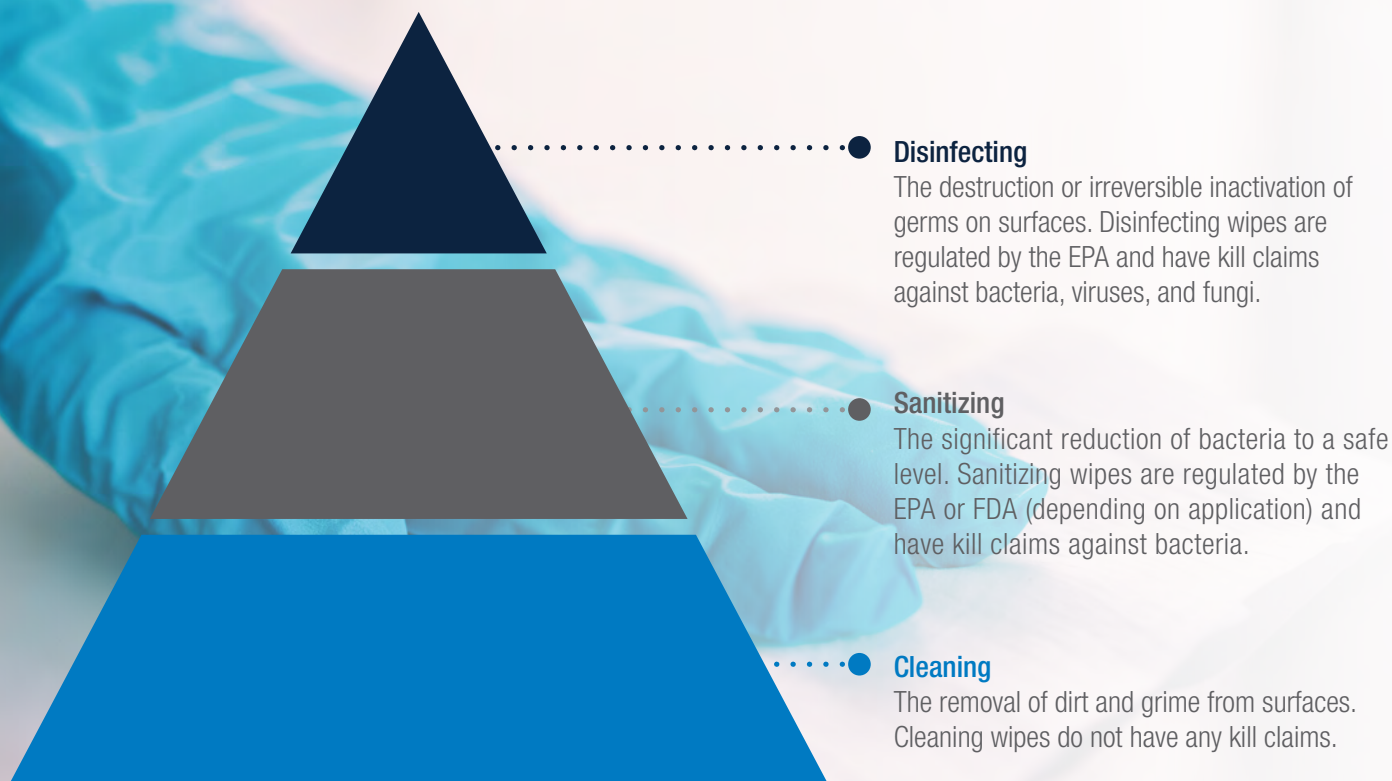 Disinfecting
The destruction or irreversible inactivation of
germs on surfaces. Disinfecting wipes are
regulated by the EPA and have kill claims
against bacteria, viruses, and fungi.
Sanitizing
The significant reduction of bacteria to a safe
level. Sanitizing wipes are regulated by the
EPA or FDA (depending on application) and
have kill claims against bacteria.
Cleaning
The removal of dirt and grime from surfaces.
Cleaning wipes do not have any kill claims.